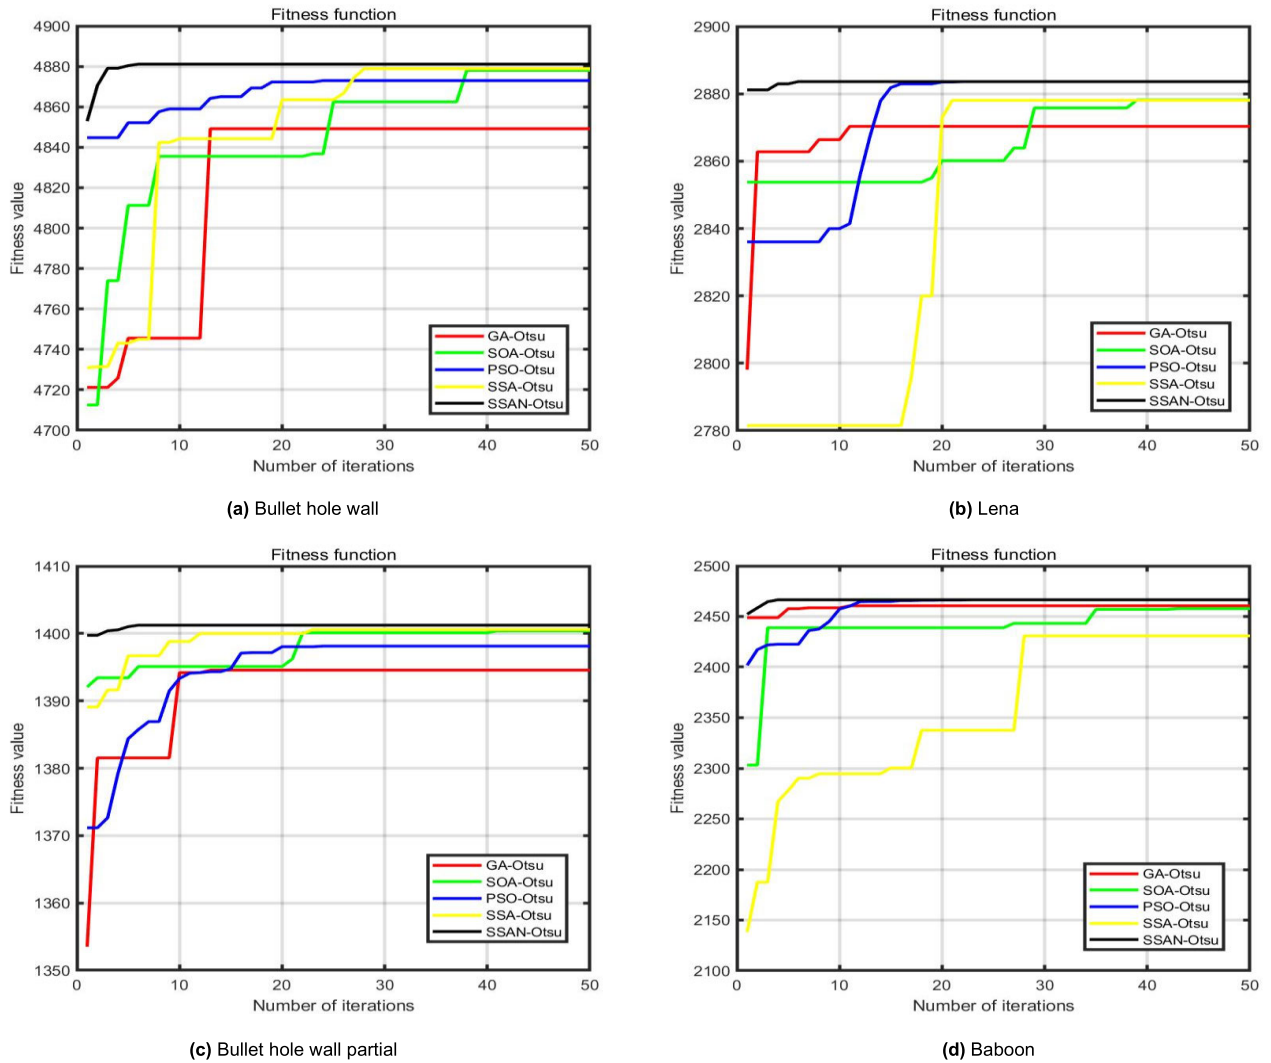 Fitness function
4900
4880
4860
4840
4820
4800
4780
4760
4740
4720
4700
Fitness value
GA-Otsu
SOA-Otsu
PSO-Otsu
SSA-Otsu
SSAN-Otsu
0 10 20 30 40 50
Number of iterations
(a) Bullet hole wall
Fitness function
2900
2880
2860
2840
2820
2800
2780
Fitness value
GA-Otsu
SOA-Otsu
PSO-Otsu
SSA-Otsu
SSAN-Otsu
0 10 20 30 40 50
Number of iterations
(b) Lena
Fitness function
1410
1400
1390
1380
1370
1360
1350
Fitness value
GA-Otsu
SOA-Otsu
PSO-Otsu
SSA-Otsu
SSAN-Otsu
0 10 20 30 40 50
Number of iterations
(c) Bullet hole wall partial
Fitness function
2500
2450
2400
2350
2300
2250
2200
2150
2100
Fitness value
GA-Otsu
SOA-Otsu
PSO-Otsu
SSA-Otsu
SSAN-Otsu
0 10 20 30 40 50
Number of iterations
(d) Baboon